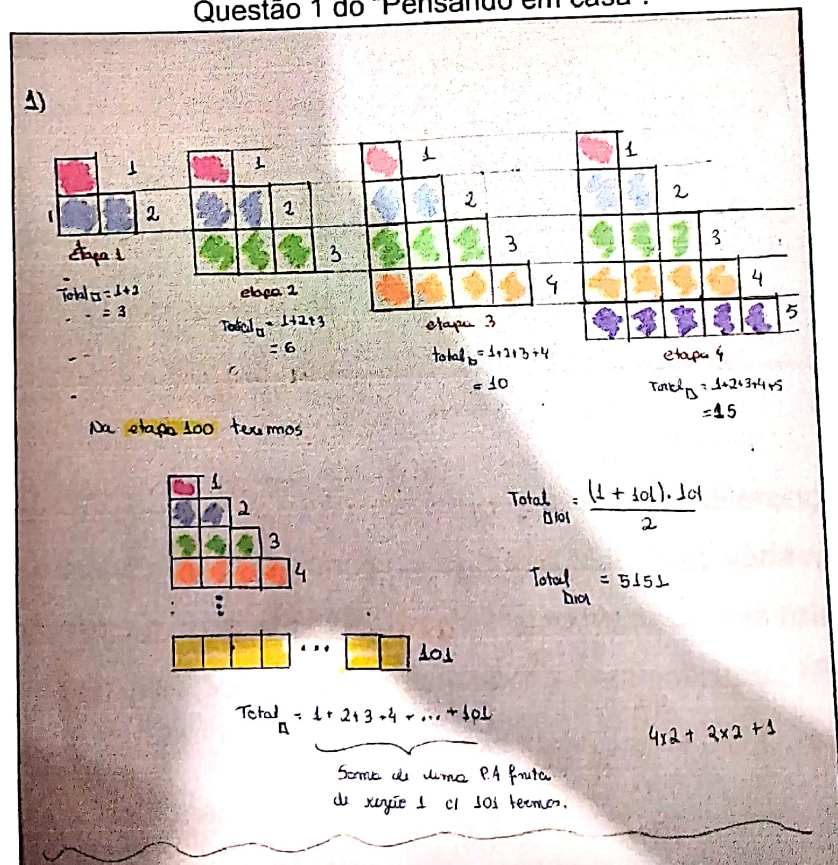 Questão 1 do "Pensando em casa".
1)
1 1 1 1
2 2 2 2
3 3 3
4 4
5
etapa 1
etapa 2
etapa 3
etapa 4
Total□ = 1+2
= 3
Total□ = 1+2+3
= 6
total□ = 1+2+3+4
= 10
Total□ = 1+2+3+4+5
= 15
Na etapa 100 teremos
1
2
3
4
⋮
... 101
Total□101 = (1 + 101).101
2
Total□101 = 5151
Total□ = 1+2+3+4+...+101
4x2 + 2x2 + 1
Soma de uma P.A finita
de razão 1 c/ 101 termos.